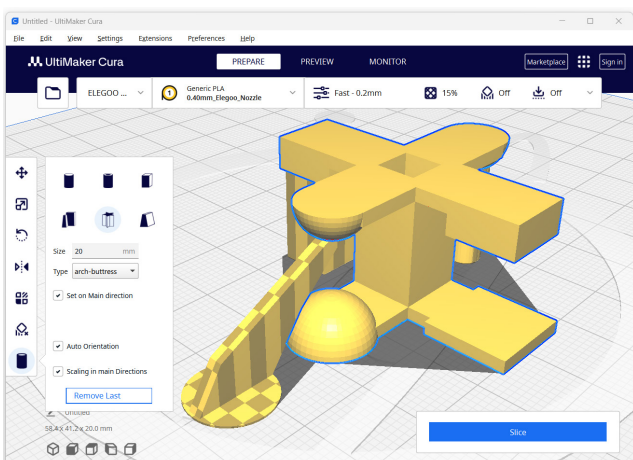 Untitled - UltiMaker Cura
File Edit View Settings Extensions Preferences Help
UltiMaker Cura PREPARE PREVIEW MONITOR Marketplace Sign in
ELEGOO ... 1 Generic PLA Fast - 0.2mm 15% Off Off
0.40mm_Elegoo_Nozzle
Size 20 mm
Type arch-buttress
Set on Main direction
Auto Orientation
Scaling in main Directions
Remove Last
Untitled
58.4 x 41.2 x 20.0 mm
Slice